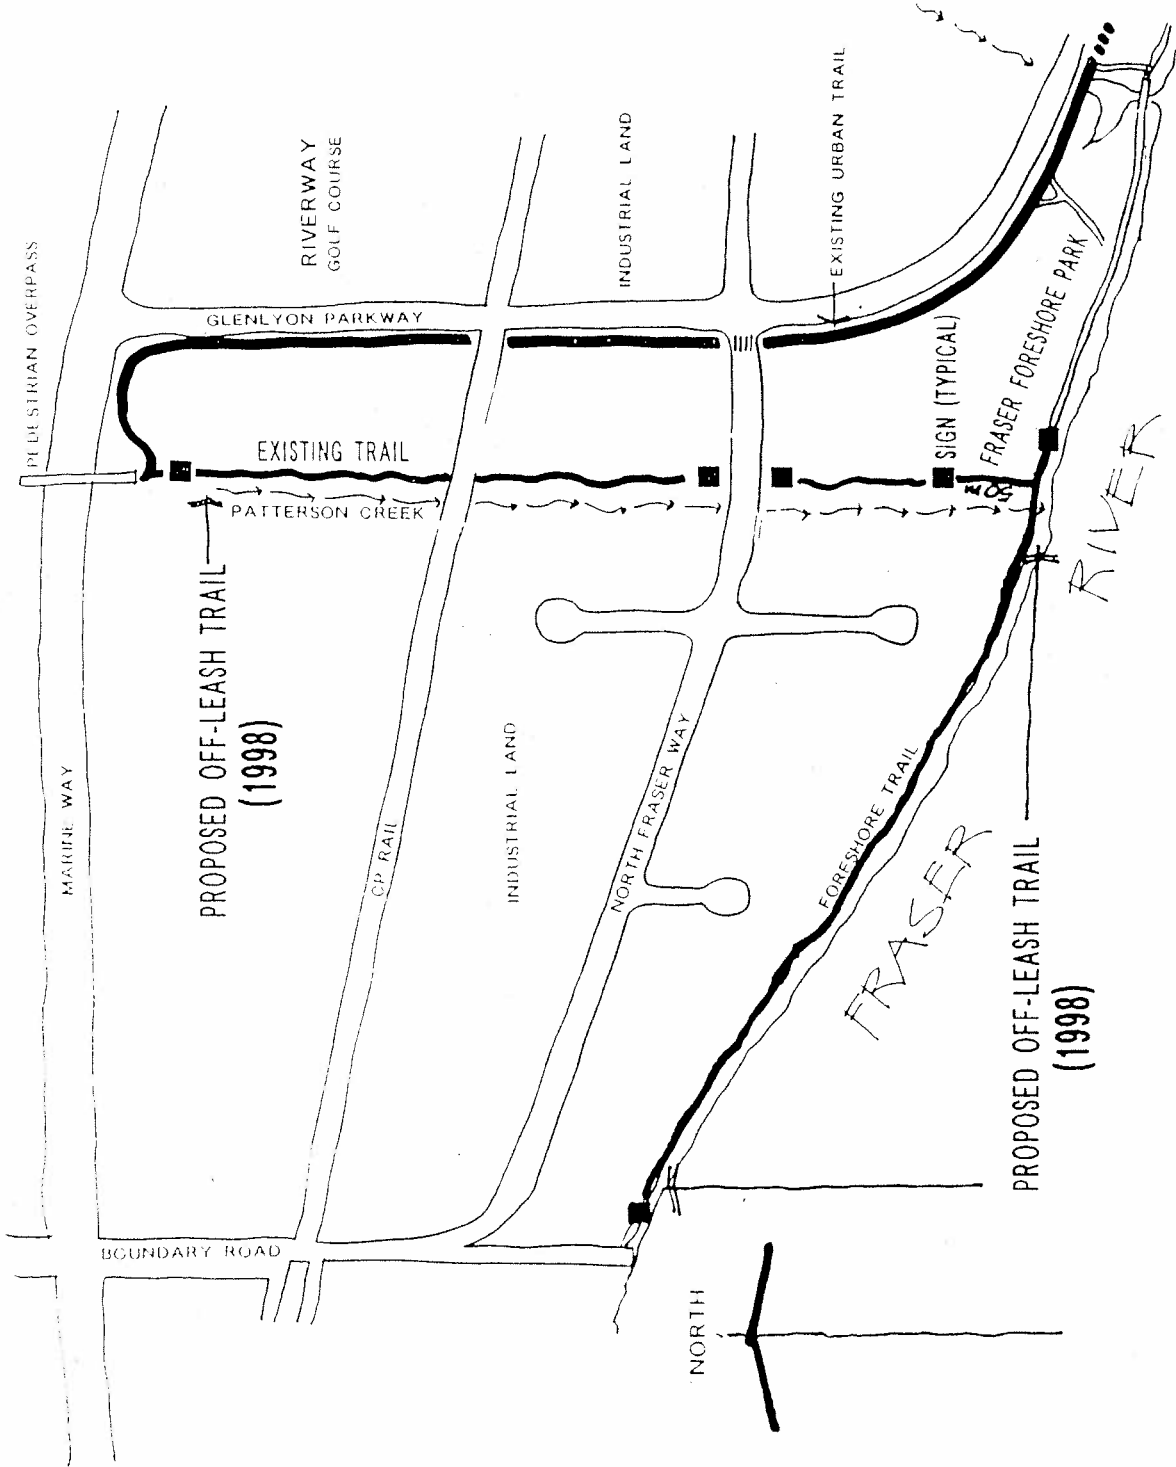 PEDESTRIAN OVERPASS
RIVERWAY
GOLF COURSE
INDUSTRIAL LAND
EXISTING URBAN TRAIL
GLENLYON PARKWAY
EXISTING TRAIL
PATTERSON CREEK
SIGN (TYPICAL)
FRASER FORESHORE PARK
50m
PROPOSED OFF-LEASH TRAIL
(1998)
MARINE WAY
CP RAIL
INDUSTRIAL LAND
NORTH FRASER WAY
FORESHORE TRAIL
FRASER
RIVER
PROPOSED OFF-LEASH TRAIL
(1998)
BOUNDARY ROAD
NORTH